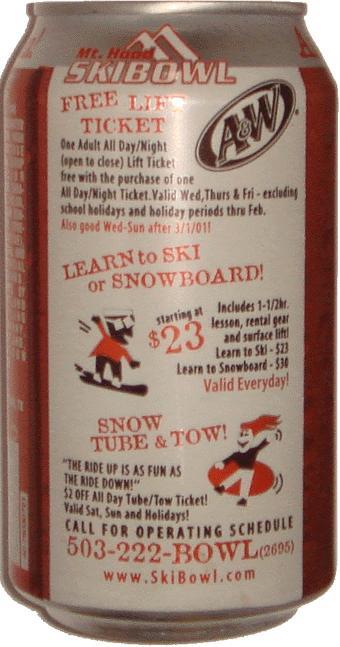 Mt. Hood
SKIBOWL
A&W
FREE LIFT
TICKET
One Adult All Day/Night
(open to close) Lift Ticket
free with the purchase of one
All Day/Night Ticket. Valid Wed, Thurs & Fri - excluding
school holidays and holiday periods thru Feb.
Also good Wed-Sun after 3/1/01!
LEARN to SKI
or SNOWBOARD!
starting at
$23
Includes 1-1/2hr.
lesson, rental gear
and surface lift!
Learn to Ski - $23
Learn to Snowboard - $30
Valid Everyday!
SNOW
TUBE & TOW!
"THE RIDE UP IS AS FUN AS
THE RIDE DOWN!"
$2 OFF All Day Tube/Tow Ticket!
Valid Sat, Sun and Holidays!
CALL FOR OPERATING SCHEDULE
503-222-BOWL(2695)
www.SkiBowl.com